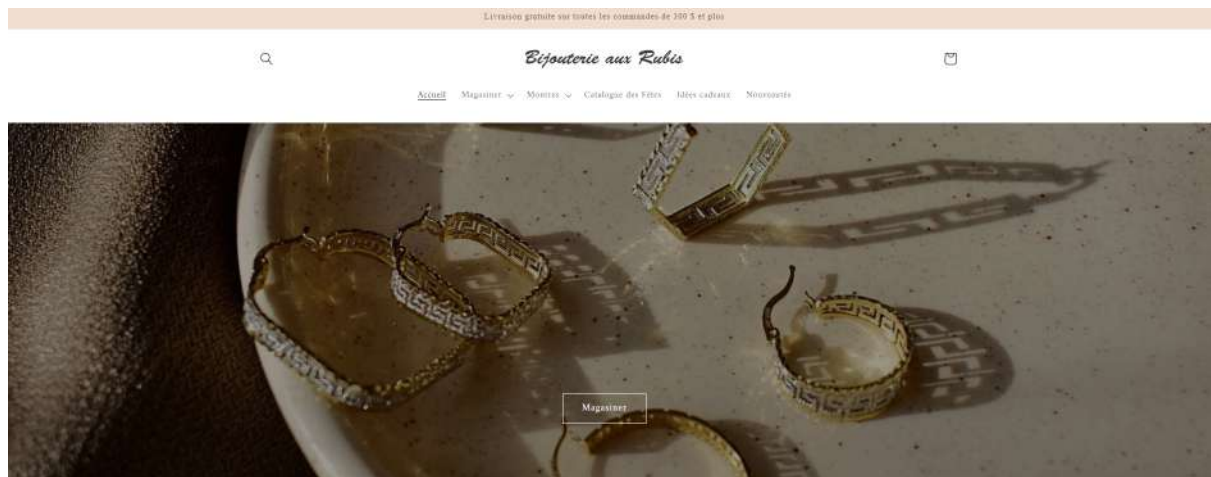 Livraison gratuite sur toutes les commandes de 100 $ et plus
Bijouterie aux Rubis
Accueil Magasiner Montres Catalogue des Fêtes Idées cadeaux Nouveautés
Magasiner